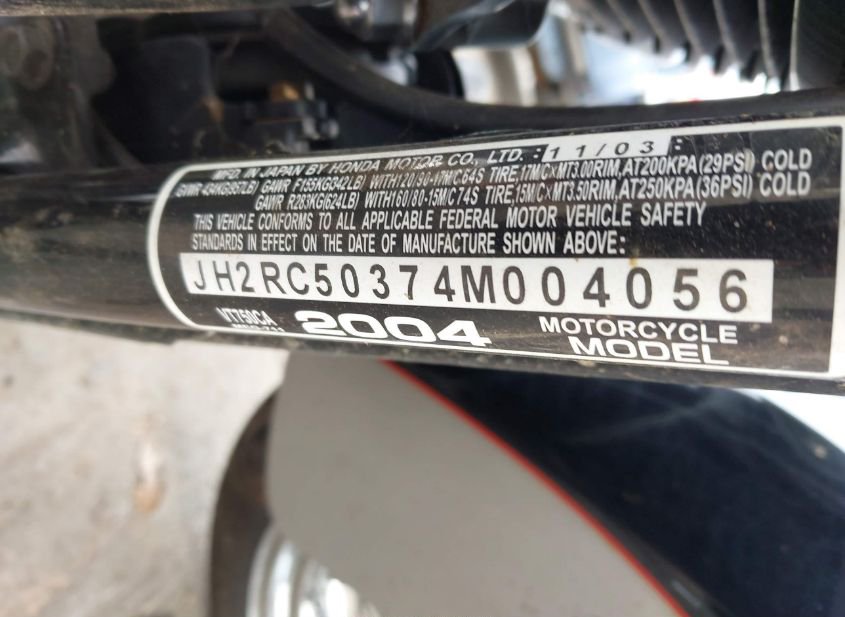 MFD. IN JAPAN BY HONDA MOTOR CO., LTD. 11/03
GVWR 434KG(957LB) GAWR F155KG(342LB) WITH120/90-17M/C64S TIRE,17M/C×MT3.00RIM,AT200KPA(29PSI) COLD
GAWR R283KG(624LB) WITH160/80-15M/C74S TIRE,15M/C×MT3.50RIM,AT250KPA(36PSI) COLD
THIS VEHICLE CONFORMS TO ALL APPLICABLE FEDERAL MOTOR VEHICLE SAFETY
STANDARDS IN EFFECT ON THE DATE OF MANUFACTURE SHOWN ABOVE:
JH2RC50374M004056
VT750CA 2004 MOTORCYCLE
MODEL